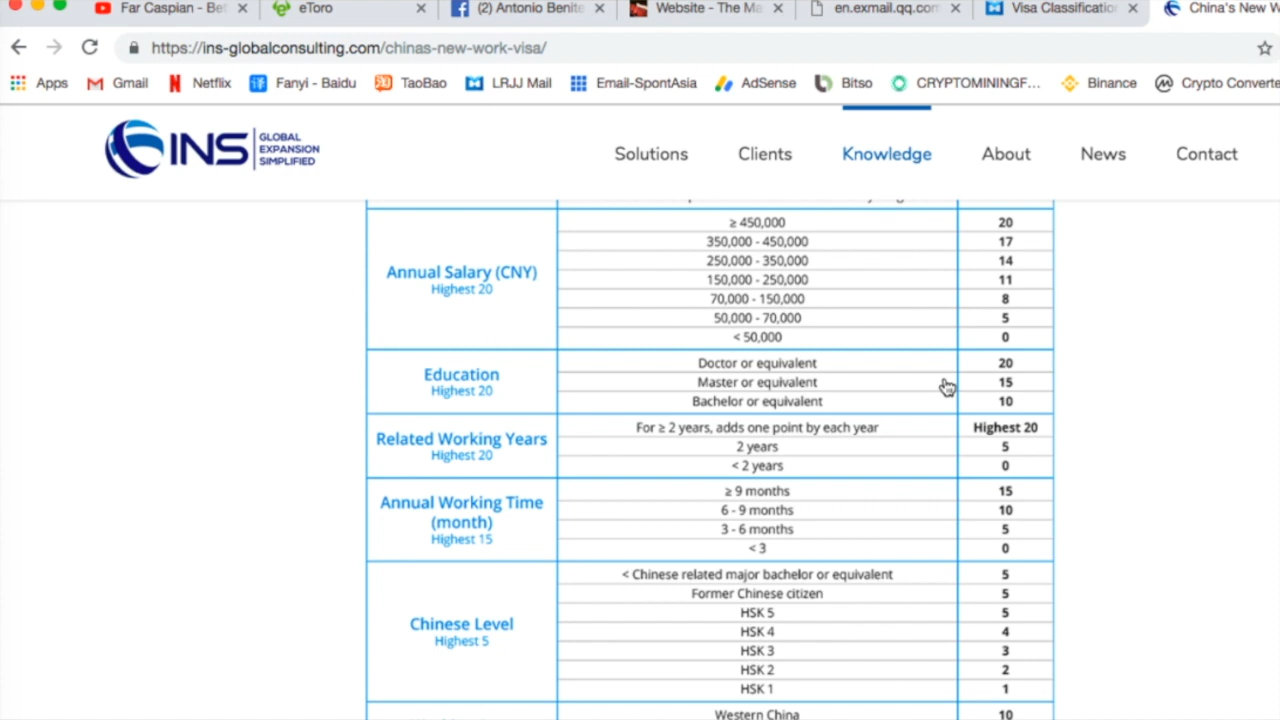 Far Caspian - Bet
eToro
(2) Antonio Benite
Website - The Ma
en.exmail.qq.com
Visa Classification
China's New W
https://ins-globalconsulting.com/chinas-new-work-visa/
Apps
Gmail
Netflix
Fanyi - Baidu
TaoBao
LRJJ Mail
Email-SpontAsia
AdSense
Bitso
CRYPTOMININGF...
Binance
Crypto Converte
INS GLOBAL
EXPANSION
SIMPLIFIED
Solutions
Clients
Knowledge
About
News
Contact
Annual Salary (CNY)
Highest 20
≥ 450,000 20
350,000 - 450,000 17
250,000 - 350,000 14
150,000 - 250,000 11
70,000 - 150,000 8
50,000 - 70,000 5
< 50,000 0
Education
Highest 20
Doctor or equivalent 20
Master or equivalent 15
Bachelor or equivalent 10
Related Working Years
Highest 20
For ≥ 2 years, adds one point by each year Highest 20
2 years 5
< 2 years 0
Annual Working Time
(month)
Highest 15
≥ 9 months 15
6 - 9 months 10
3 - 6 months 5
< 3 0
Chinese Level
Highest 5
< Chinese related major bachelor or equivalent 5
Former Chinese citizen 5
HSK 5 5
HSK 4 4
HSK 3 3
HSK 2 2
HSK 1 1
Western China 10